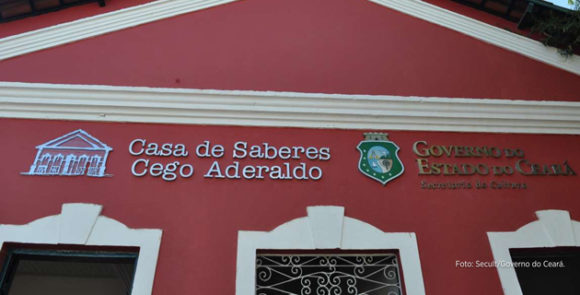 Casa de Saberes
Cego Aderaldo
GOVERNO DO
ESTADO DO CEARÁ
Secretaria da Cultura
Foto: Secult/Governo do Ceará.